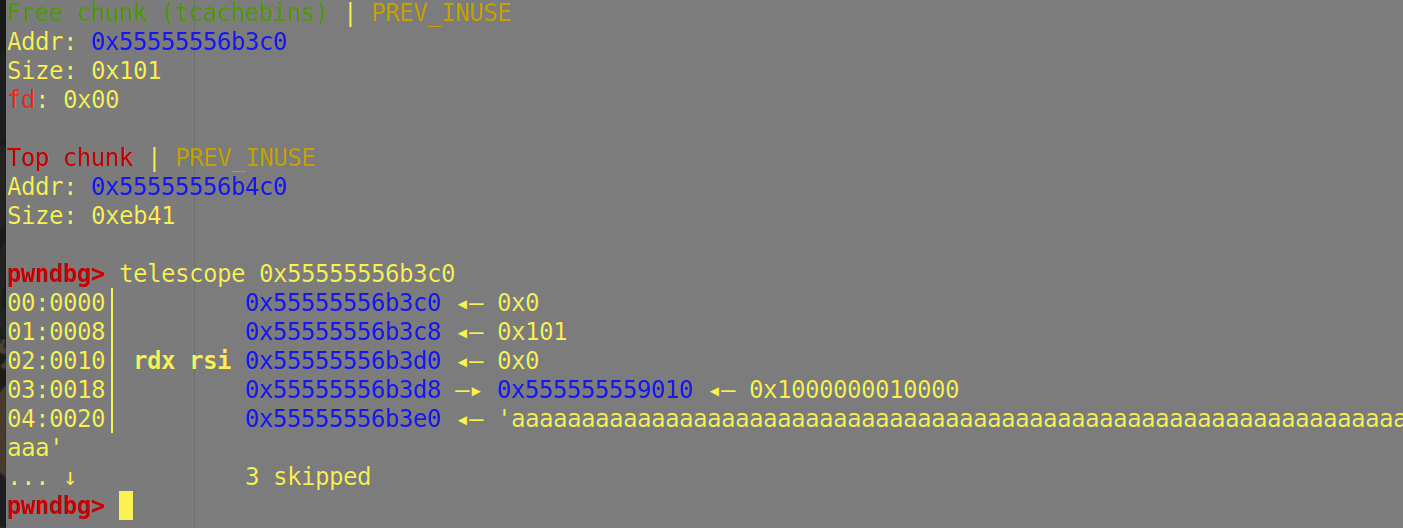 Free chunk (tcachebins) | PREV_INUSE
Addr: 0x55555556b3c0
Size: 0x101
fd: 0x00
Top chunk | PREV_INUSE
Addr: 0x55555556b4c0
Size: 0xeb41
pwndbg> telescope 0x55555556b3c0
00:0000│         0x55555556b3c0 ◂— 0x0
01:0008│         0x55555556b3c8 ◂— 0x101
02:0010│ rdx rsi 0x55555556b3d0 ◂— 0x0
03:0018│         0x55555556b3d8 —▸ 0x555555559010 ◂— 0x1000000010000
04:0020│         0x55555556b3e0 ◂— 'aaaaaaaaaaaaaaaaaaaaaaaaaaaaaaaaaaaaaaaaaaaaaaaaaaaaaaaaaaaaaaaa
aaa'
... ↓            3 skipped
pwndbg>